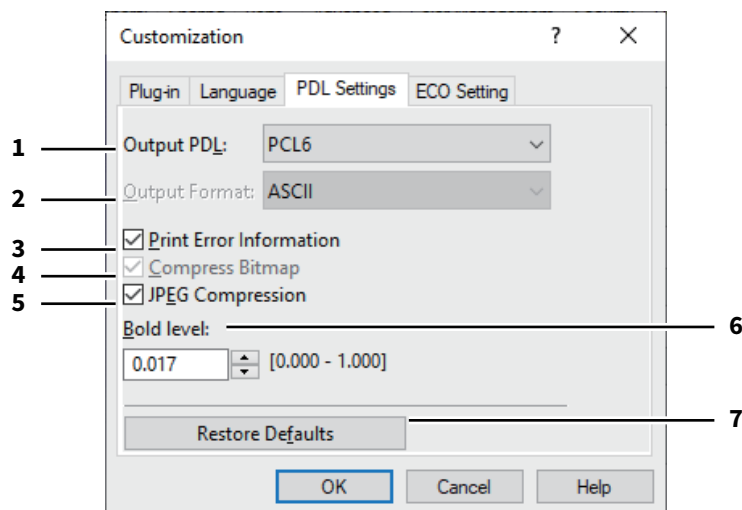 Customization ? ✕
Plug-in Language PDL Settings ECO Setting
1 Output PDL: PCL6
2 Output Format: ASCII
3 Print Error Information
4 Compress Bitmap
5 JPEG Compression
Bold level: 6
0.017 [0.000 - 1.000]
7
Restore Defaults
OK Cancel Help